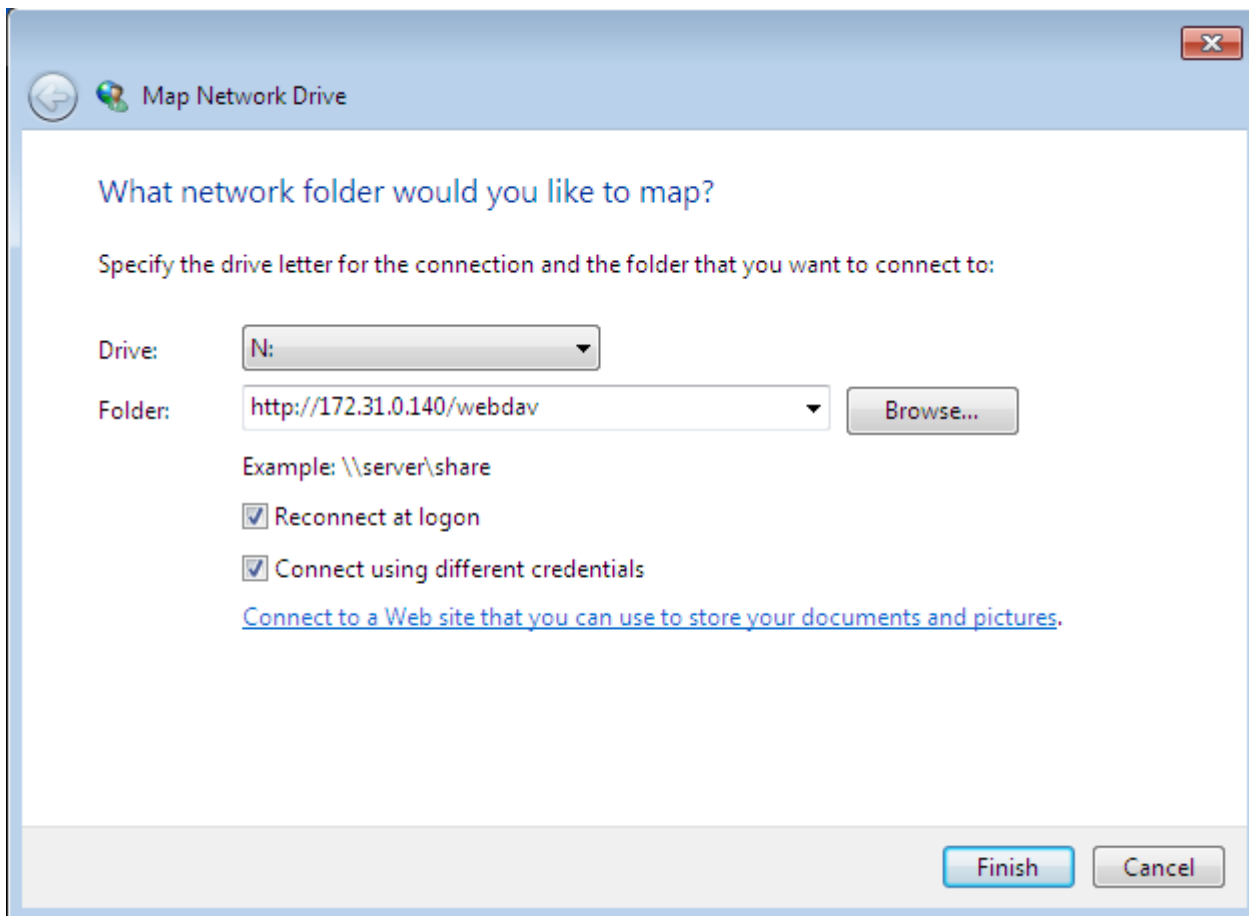 Map Network Drive
What network folder would you like to map?
Specify the drive letter for the connection and the folder that you want to connect to:
Drive: N:
Folder: http://172.31.0.140/webdav Browse...
Example: \\server\share
Reconnect at logon
Connect using different credentials
Connect to a Web site that you can use to store your documents and pictures.
Finish Cancel